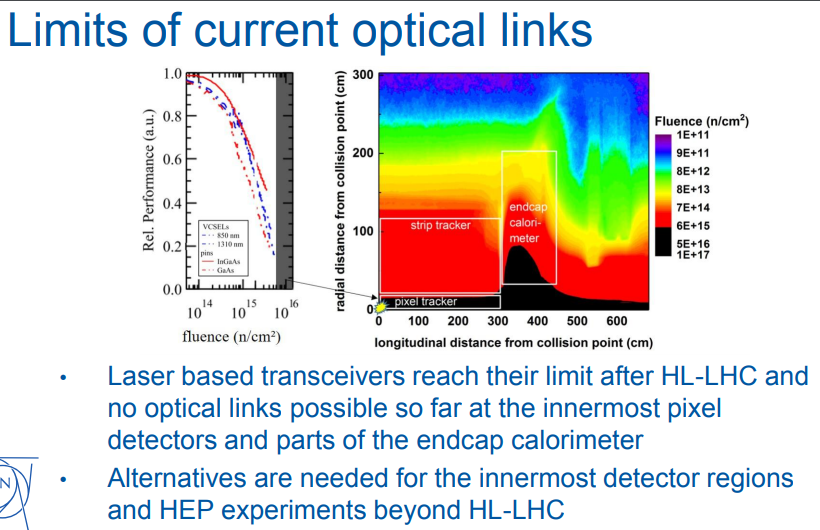 Limits of current optical links
Rel. Performance (a.u.)
1.0
0.8
0.6
0.4
0.2
0.0
VCSELs
850 nm
1310 nm
pins
InGaAs
GaAs
10¹⁴ 10¹⁵ 10¹⁶
fluence (n/cm²)
radial distance from collision point (cm)
300
200
100
0
strip tracker
pixel tracker
endcap
calori-
meter
0 100 200 300 400 500 600
longitudinal distance from collision point (cm)
Fluence (n/cm²)
1E+11
9E+11
8E+12
8E+13
7E+14
6E+15
5E+16
1E+17
• Laser based transceivers reach their limit after HL-LHC and
no optical links possible so far at the innermost pixel
detectors and parts of the endcap calorimeter
• Alternatives are needed for the innermost detector regions
and HEP experiments beyond HL-LHC
N